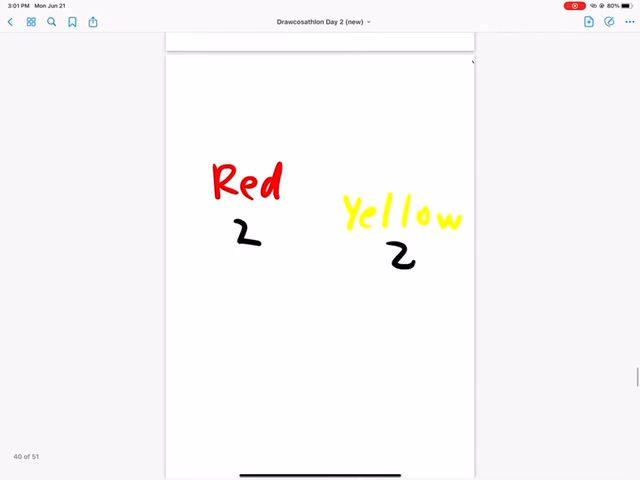 3:01 PM Mon Jun 21
80%
Drawcosathlon Day 2 (new)
Red
2
Yellow
2
40 of 51